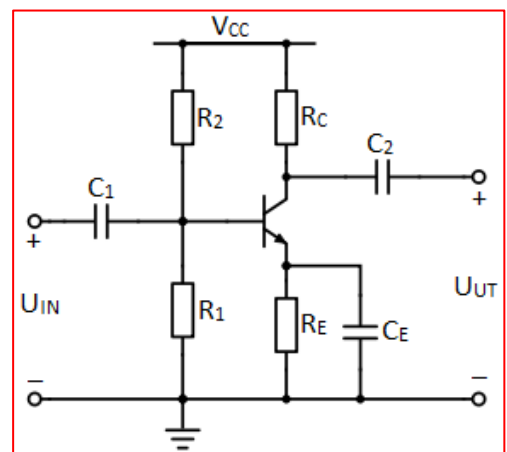 VCC
R2
RC
C2
C1
+
+
UIN
R1
RE
CE
UUT
−
−